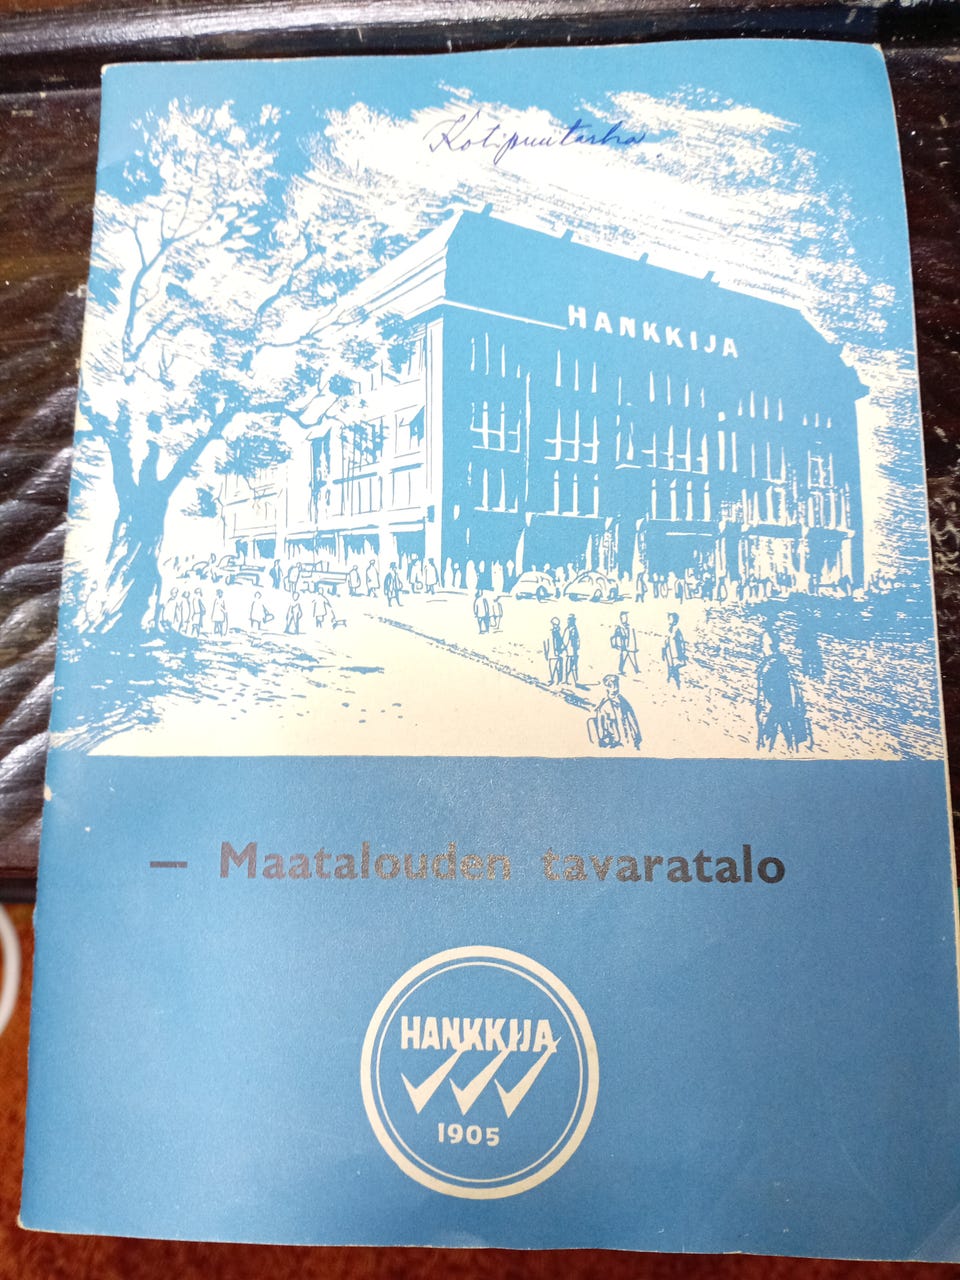 Kotipuutarha
HANKKIJA
— Maatalouden tavaratalo
HANKKIJA
1905